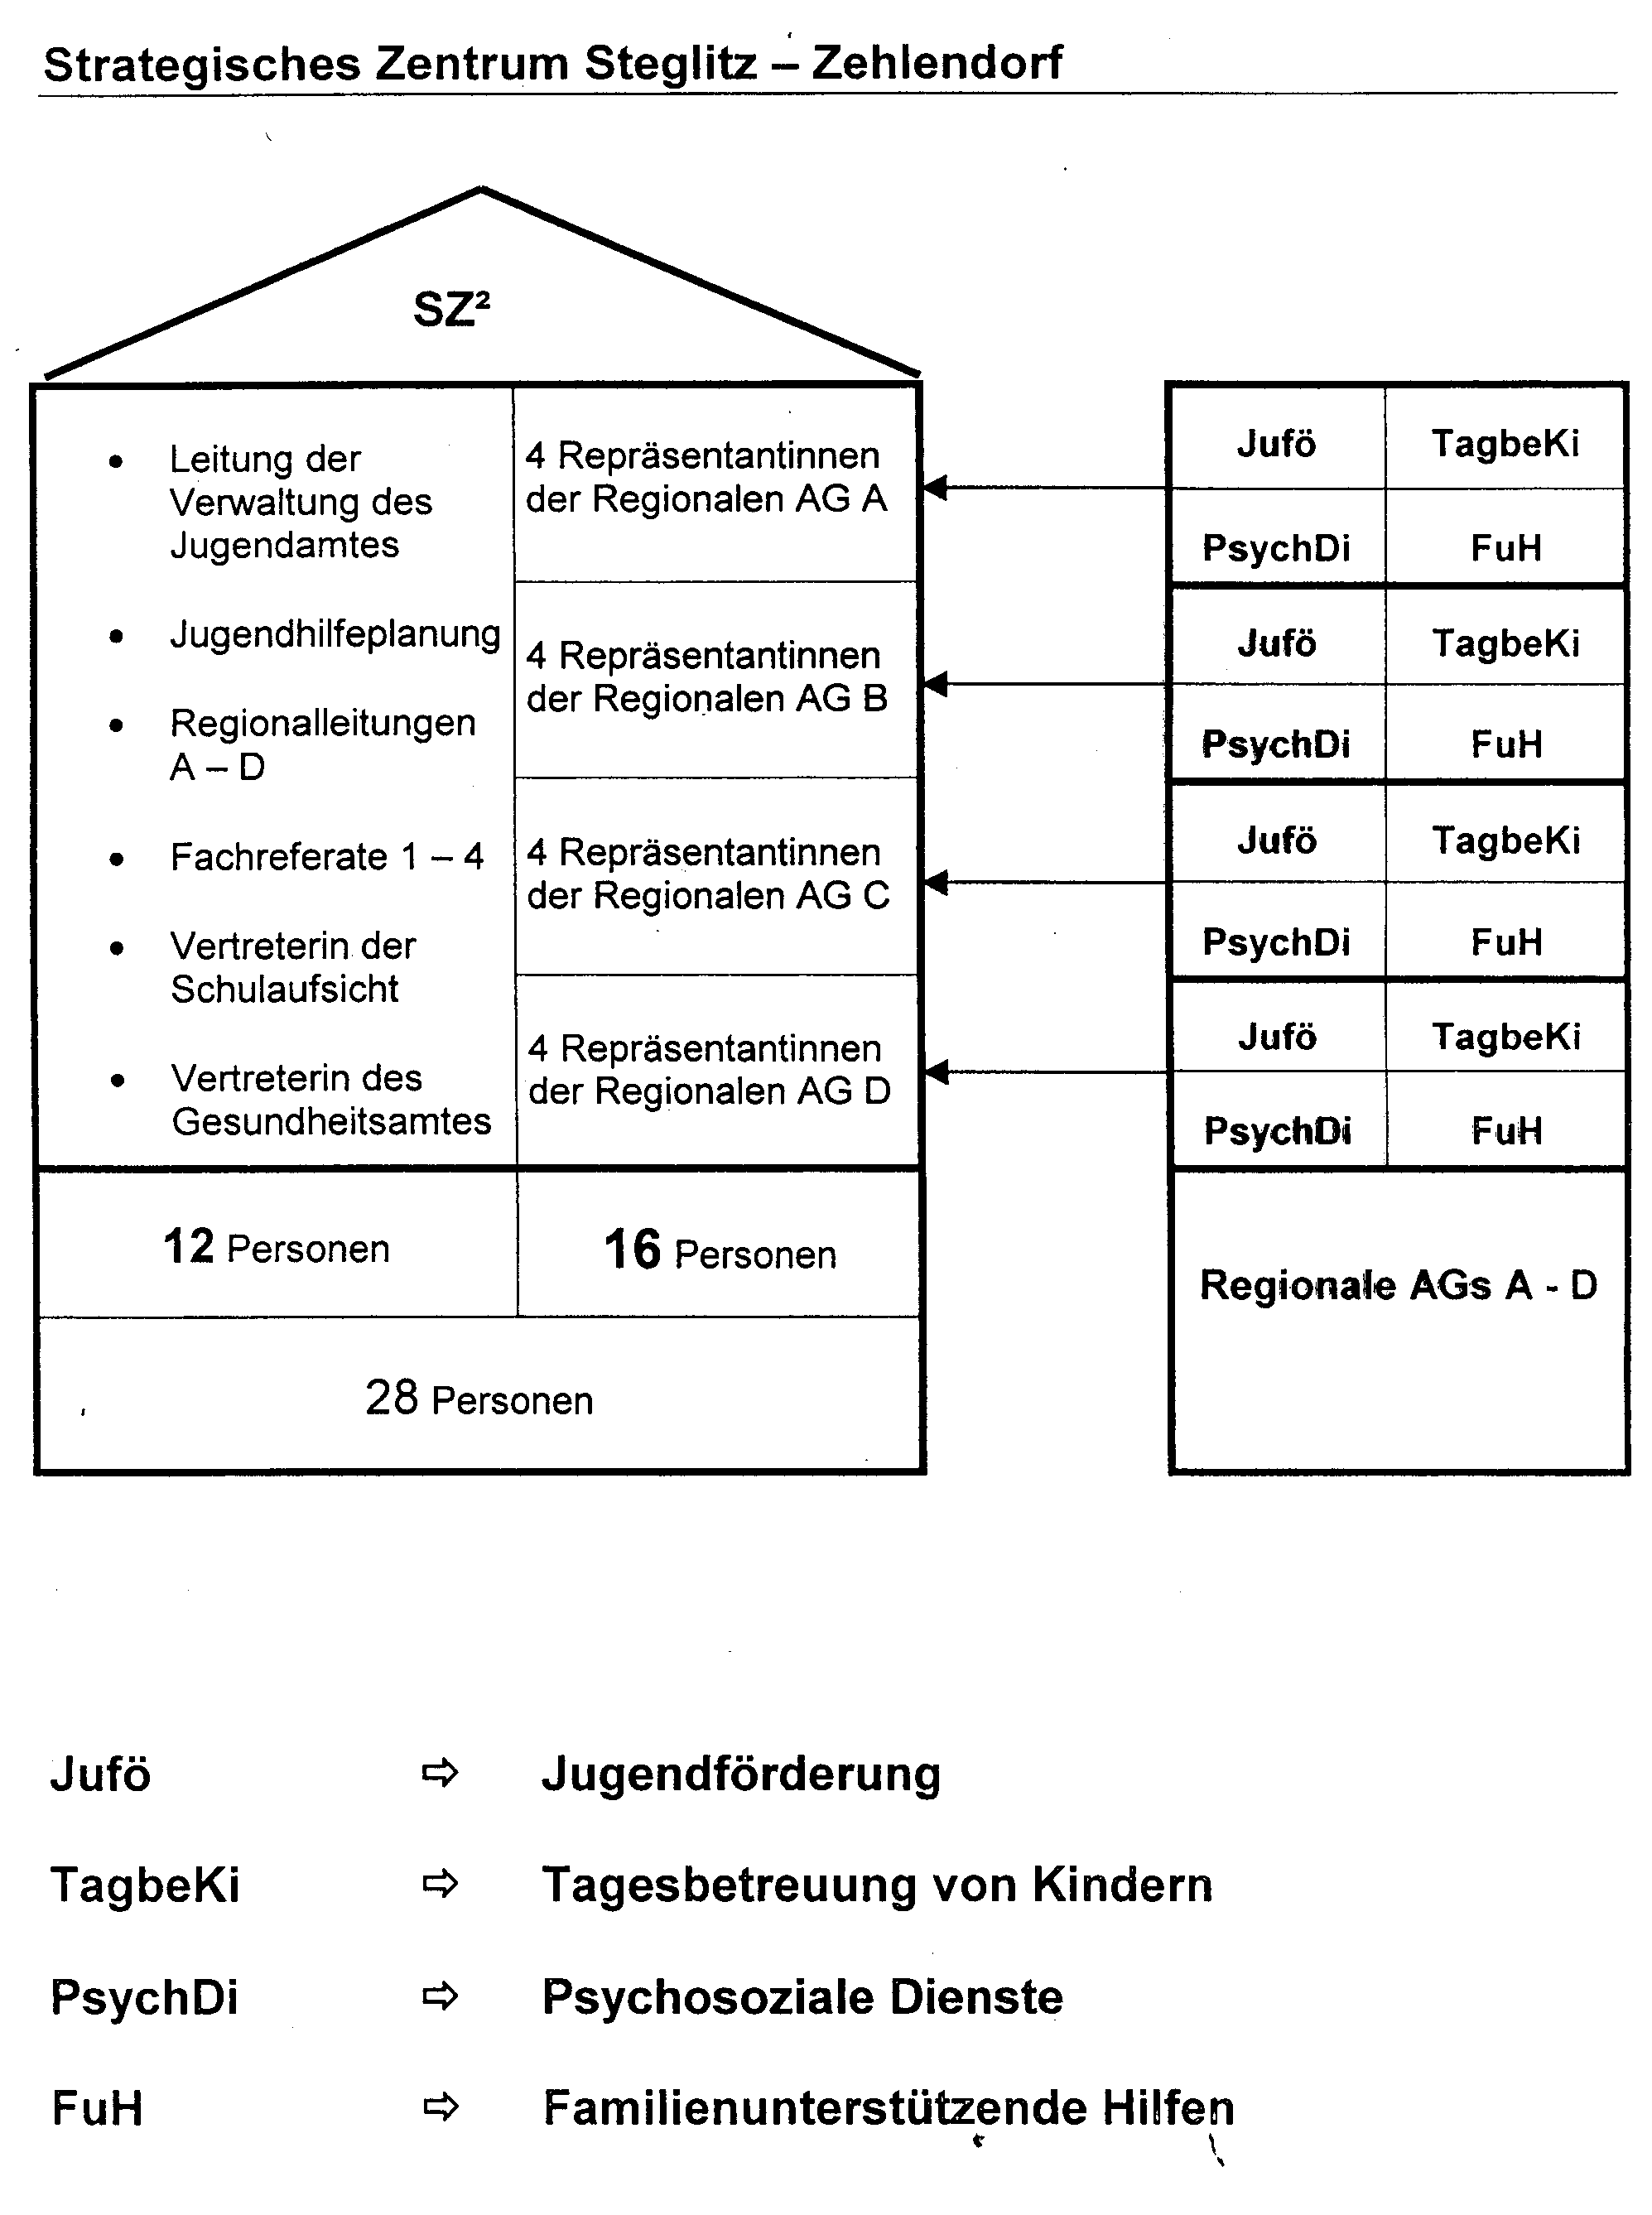 Strategisches Zentrum Steglitz – Zehlendorf
SZ²
• Leitung der
Verwaltung des
Jugendamtes
• Jugendhilfeplanung
• Regionalleitungen
A – D
• Fachreferate 1 – 4
• Vertreterin der
Schulaufsicht
• Vertreterin des
Gesundheitsamtes
4 Repräsentantinnen
der Regionalen AG A
4 Repräsentantinnen
der Regionalen AG B
4 Repräsentantinnen
der Regionalen AG C
4 Repräsentantinnen
der Regionalen AG D
12 Personen
16 Personen
28 Personen
Jufö TagbeKi
PsychDi FuH
Jufö TagbeKi
PsychDi FuH
Jufö TagbeKi
PsychDi FuH
Jufö TagbeKi
PsychDi FuH
Regionale AGs A - D
Jufö ⇨ Jugendförderung
TagbeKi ⇨ Tagesbetreuung von Kindern
PsychDi ⇨ Psychosoziale Dienste
FuH ⇨ Familienunterstützende Hilfen